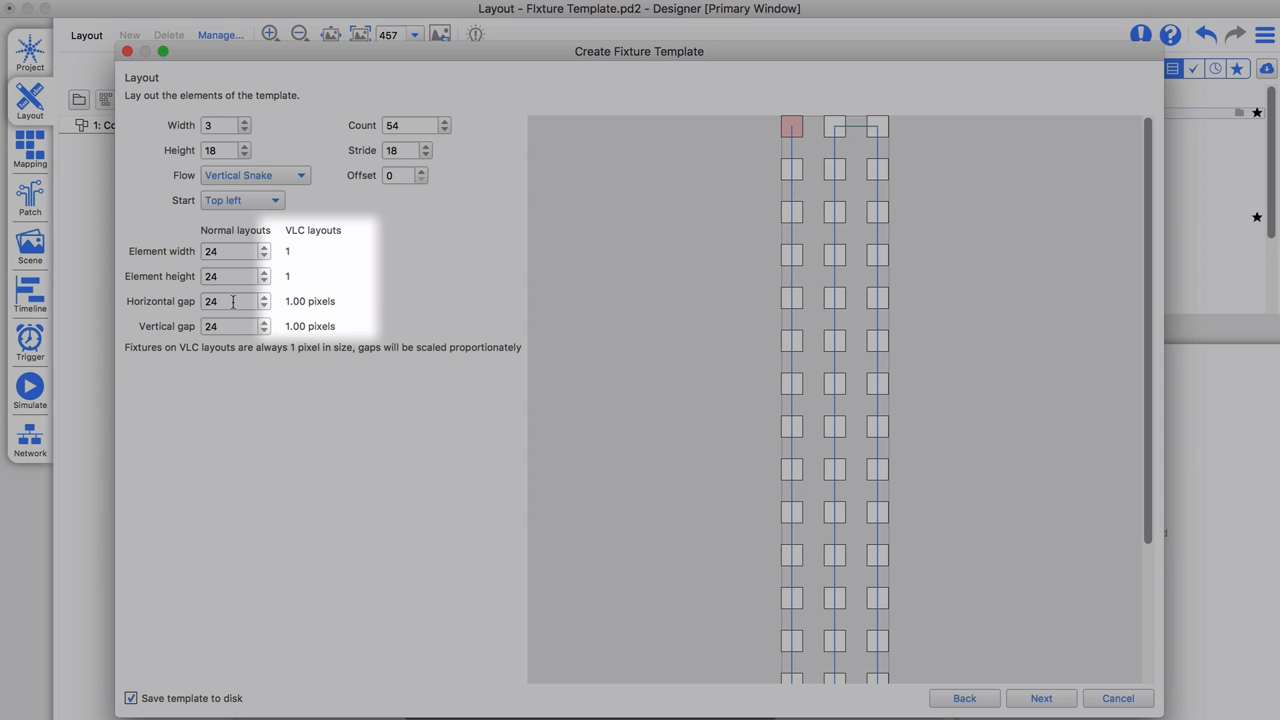 Layout - FIxture Template.pd2 - Designer [Primary Window]
Layout New Delete Manage... 457
Create Fixture Template
Project
Layout
Mapping
Patch
Scene
Timeline
Trigger
Simulate
Network
Layout
Lay out the elements of the template.
Width 3 Count 54
Height 18 Stride 18
Flow Vertical Snake Offset 0
Start Top left
Normal layouts VLC layouts
Element width 24 1
Element height 24 1
Horizontal gap 24 1.00 pixels
Vertical gap 24 1.00 pixels
Fixtures on VLC layouts are always 1 pixel in size, gaps will be scaled proportionately
Save template to disk
Back Next Cancel